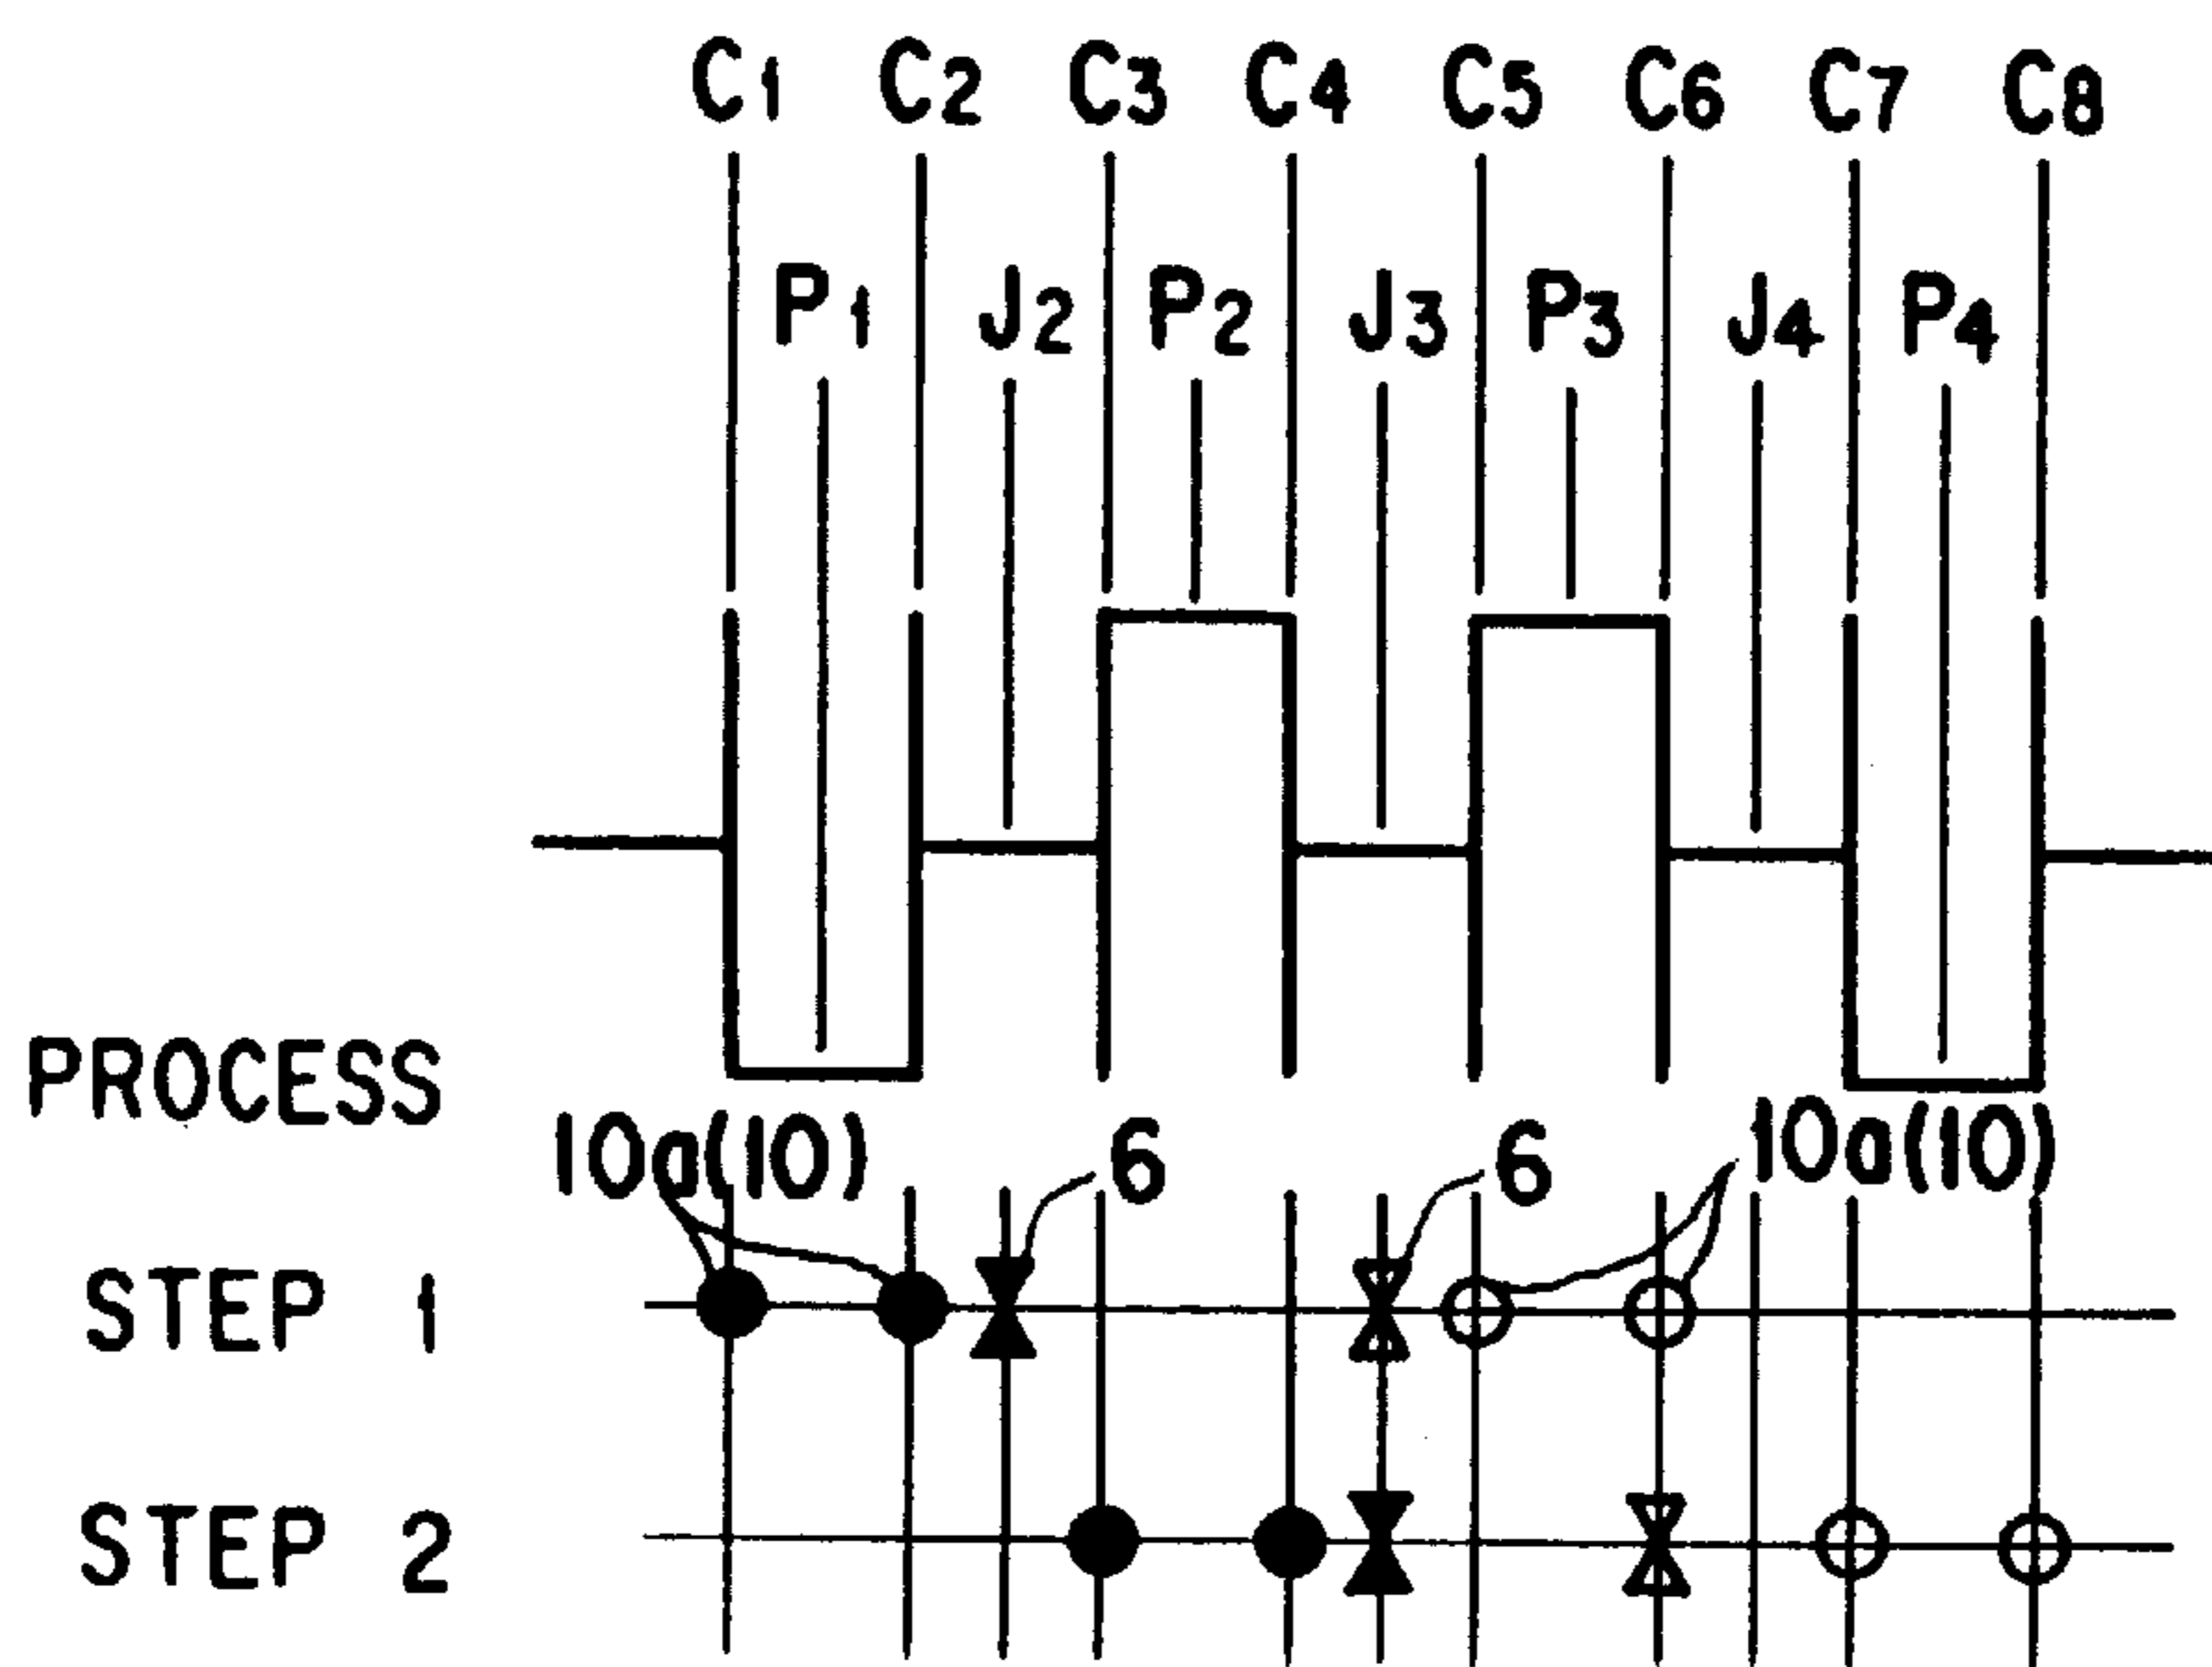 C1 C2 C3 C4 C5 C6 C7 C8
P1 J2 P2 J3 P3 J4 P4
PROCESS
10a(10) 6 6 10a(10)
STEP 1
STEP 2